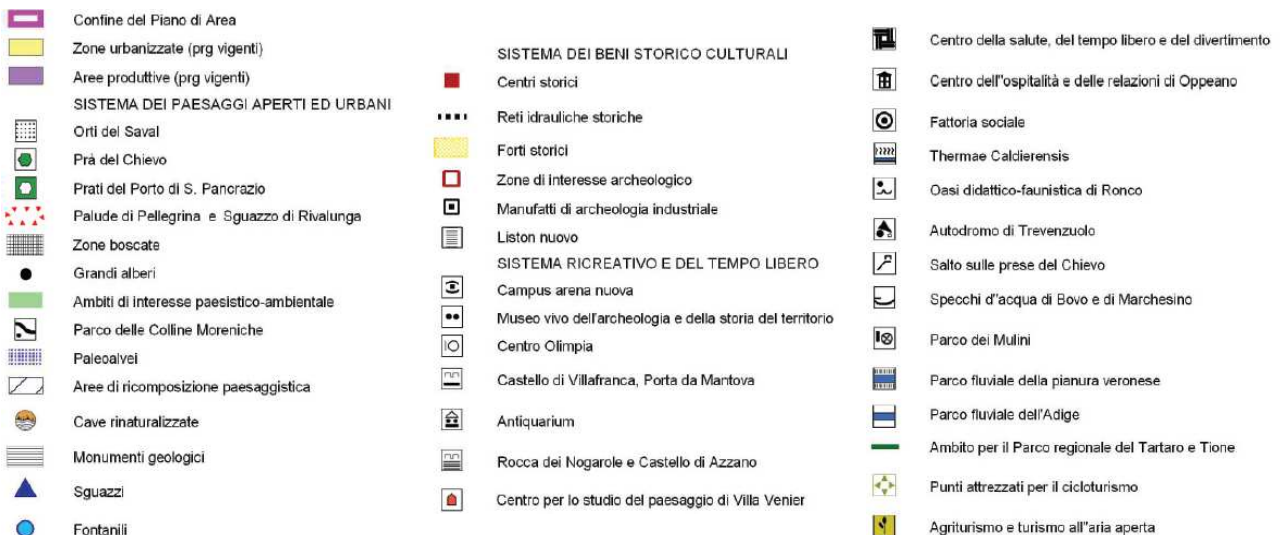 Confine del Piano di Area
Zone urbanizzate (prg vigenti)
Aree produttive (prg vigenti)
SISTEMA DEI PAESAGGI APERTI ED URBANI
Orti del Saval
Prà del Chievo
Prati del Porto di S. Pancrazio
Palude di Pellegrina e Sguazzo di Rivalunga
Zone boscate
Grandi alberi
Ambiti di interesse paesistico-ambientale
Parco delle Colline Moreniche
Paleoalvei
Aree di ricomposizione paesaggistica
Cave rinaturalizzate
Monumenti geologici
Sguazzi
Fontanili
SISTEMA DEI BENI STORICO CULTURALI
Centri storici
Reti idrauliche storiche
Forti storici
Zone di interesse archeologico
Manufatti di archeologia industriale
Liston nuovo
SISTEMA RICREATIVO E DEL TEMPO LIBERO
Campus arena nuova
Museo vivo dell'archeologia e della storia del territorio
Centro Olimpia
Castello di Villafranca, Porta da Mantova
Antiquarium
Rocca dei Nogarole e Castello di Azzano
Centro per lo studio del paesaggio di Villa Venier
Centro della salute, del tempo libero e del divertimento
Centro dell''ospitalità e delle relazioni di Oppeano
Fattoria sociale
Thermae Caldierensis
Oasi didattico-faunistica di Ronco
Autodromo di Trevenzuolo
Salto sulle prese del Chievo
Specchi d''acqua di Bovo e di Marchesino
Parco dei Mulini
Parco fluviale della pianura veronese
Parco fluviale dell'Adige
Ambito per il Parco regionale del Tartaro e Tione
Punti attrezzati per il cicloturismo
Agriturismo e turismo all''aria aperta